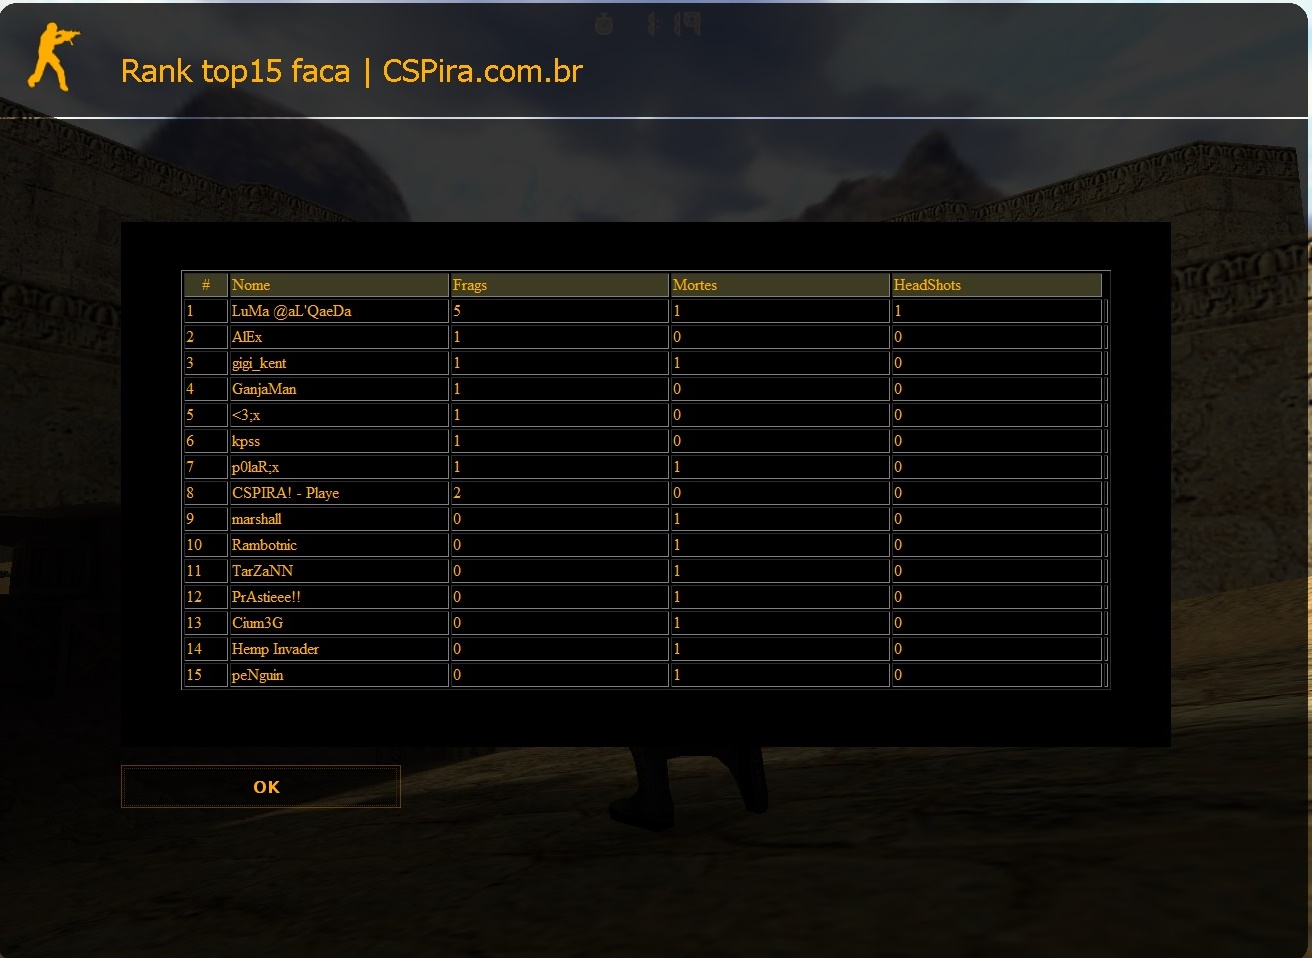 1:19
Rank top15 faca | CSPira.com.br
# Nome Frags Mortes HeadShots
1 LuMa @aL'QaeDa 5 1 1
2 AlEx 1 0 0
3 gigi_kent 1 1 0
4 GanjaMan 1 0 0
5 <3;x 1 0 0
6 kpss 1 0 0
7 p0laR;x 1 1 0
8 CSPIRA! - Playe 2 0 0
9 marshall 0 1 0
10 Rambotnic 0 1 0
11 TarZaNN 0 1 0
12 PrAstieee!! 0 1 0
13 Cium3G 0 1 0
14 Hemp Invader 0 1 0
15 peNguin 0 1 0
OK